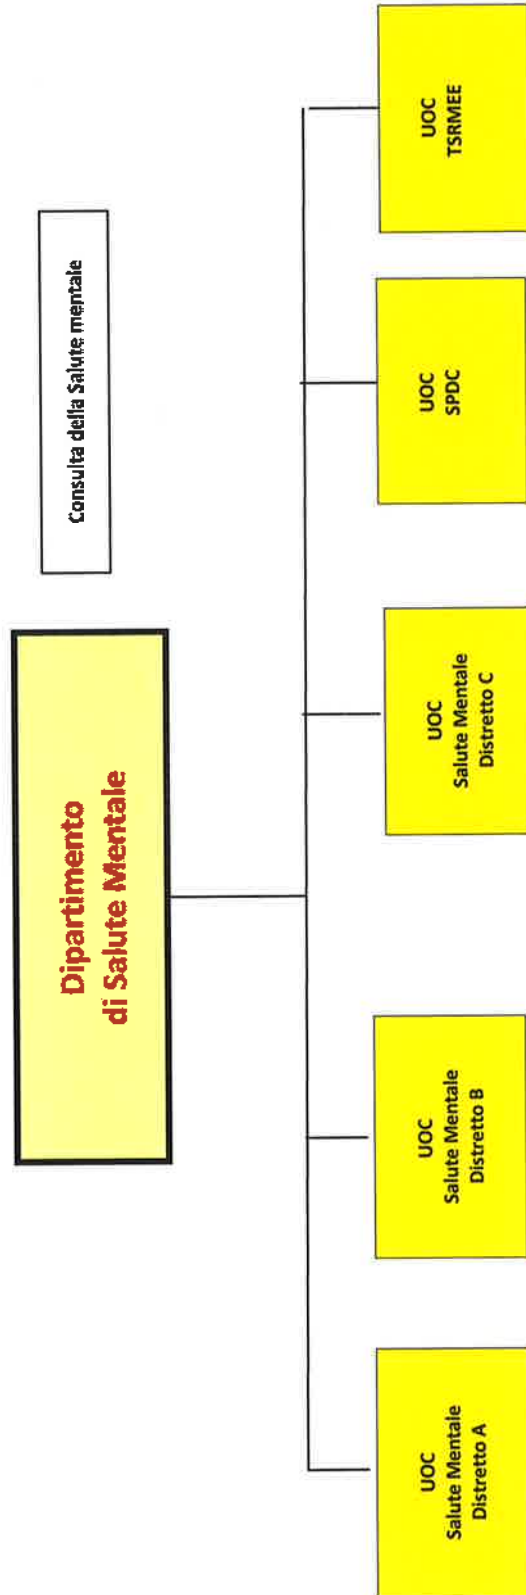 Dipartimento
di Salute Mentale
Consulta della Salute mentale
UOC
Salute Mentale
Distretto A
UOC
Salute Mentale
Distretto B
UOC
Salute Mentale
Distretto C
UOC
SPDC
UOC
TSRMEE